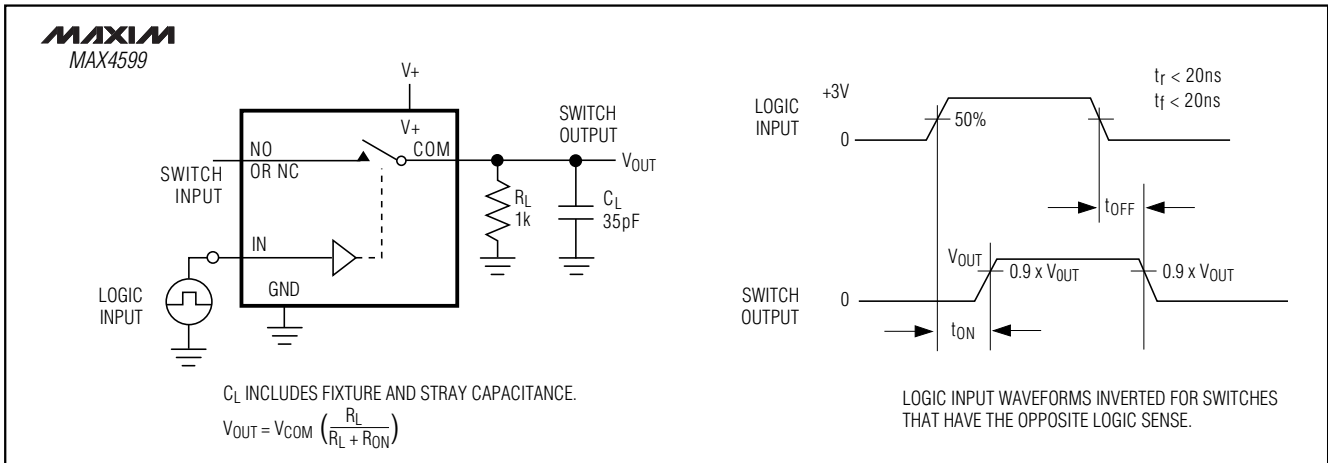 MAXIM
MAX4599
V+
V+
NO
OR NC
COM
SWITCH
INPUT
SWITCH
OUTPUT
VOUT
RL
1k
CL
35pF
IN
GND
LOGIC
INPUT
CL INCLUDES FIXTURE AND STRAY CAPACITANCE.
VOUT = VCOM (RL / RL + RON)
LOGIC
INPUT
+3V
0
50%
tr < 20ns
tf < 20ns
tOFF
VOUT
0.9 x VOUT
0.9 x VOUT
SWITCH
OUTPUT
0
tON
LOGIC INPUT WAVEFORMS INVERTED FOR SWITCHES
THAT HAVE THE OPPOSITE LOGIC SENSE.